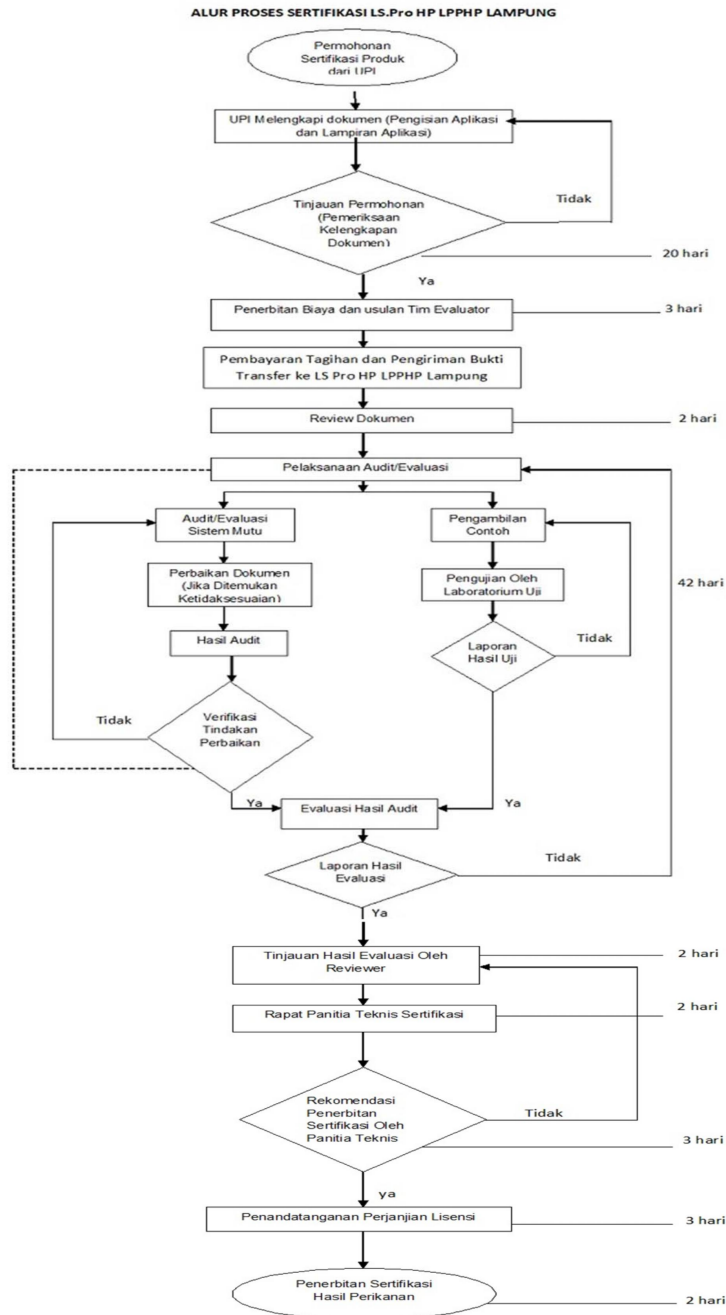 ALUR PROSES SERTIFIKASI LS.Pro HP LPPHP LAMPUNG
Permohonan
Sertifikasi Produk
dari UPI
UPI Melengkapi dokumen (Pengisian Aplikasi
dan Lampiran Aplikasi)
Tidak
Tinjauan Permohonan
(Pemeriksaan
Kelengkapan
Dokumen)
20 hari
Ya
Penerbitan Biaya dan usulan Tim Evaluator
3 hari
Pembayaran Tagihan dan Pengiriman Bukti
Transfer ke LS Pro HP LPPHP Lampung
Review Dokumen
2 hari
Pelaksanaan Audit/Evaluasi
Audit/Evaluasi
Sistem Mutu
Pengambilan
Contoh
Perbaikan Dokumen
(Jika Ditemukan
Ketidaksesuaian)
Pengujian Oleh
Laboratorium Uji
42 hari
Hasil Audit
Laporan
Hasil Uji
Tidak
Verifikasi
Tindakan
Perbaikan
Tidak
Ya
Evaluasi Hasil Audit
Ya
Laporan Hasil
Evaluasi
Tidak
Ya
Tinjauan Hasil Evaluasi Oleh
Reviewer
2 hari
Rapat Panitia Teknis Sertifikasi
2 hari
Rekomendasi
Penerbitan
Sertifikasi Oleh
Panitia Teknis
Tidak
3 hari
ya
Penandatanganan Perjanjian Lisensi
3 hari
Penerbitan Sertifikasi
Hasil Perikanan
2 hari